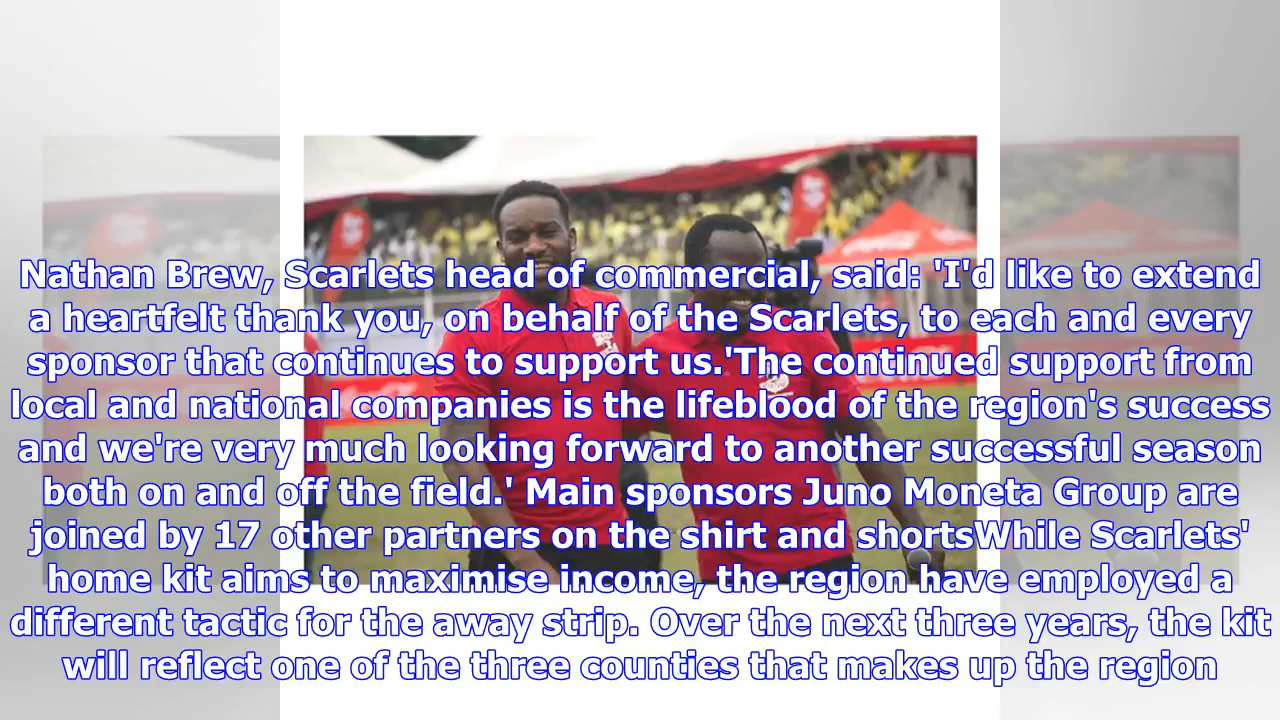 Nathan Brew, Scarlets head of commercial, said: 'I'd like to extend
a heartfelt thank you, on behalf of the Scarlets, to each and every
sponsor that continues to support us.'The continued support from
local and national companies is the lifeblood of the region's success
and we're very much looking forward to another successful season
both on and off the field.' Main sponsors Juno Moneta Group are
joined by 17 other partners on the shirt and shortsWhile Scarlets'
home kit aims to maximise income, the region have employed a
different tactic for the away strip. Over the next three years, the kit
will reflect one of the three counties that makes up the region